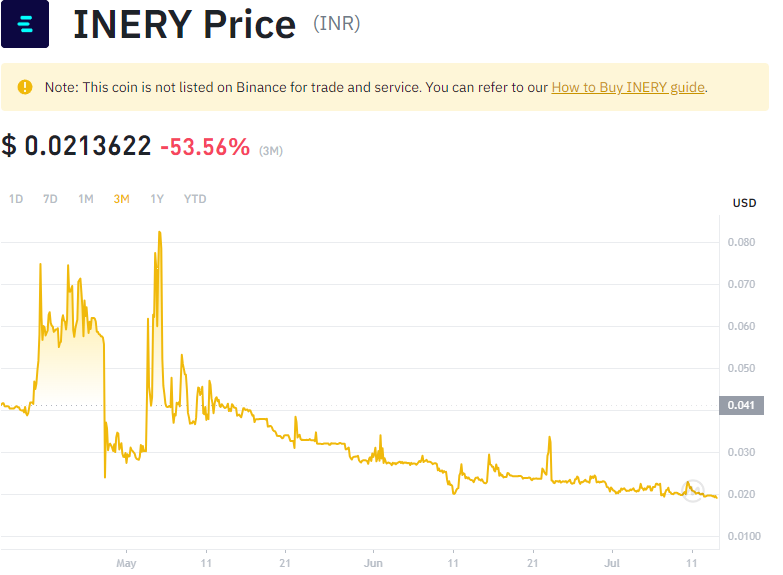 INERY Price (INR)
Note: This coin is not listed on Binance for trade and service. You can refer to our How to Buy INERY guide.
$ 0.0213622 -53.56% (3M)
1D 7D 1M 3M 1Y YTD
USD
0.080
0.070
0.060
0.050
0.041
0.030
0.020
0.0100
May 11 21 Jun 11 21 Jul 11